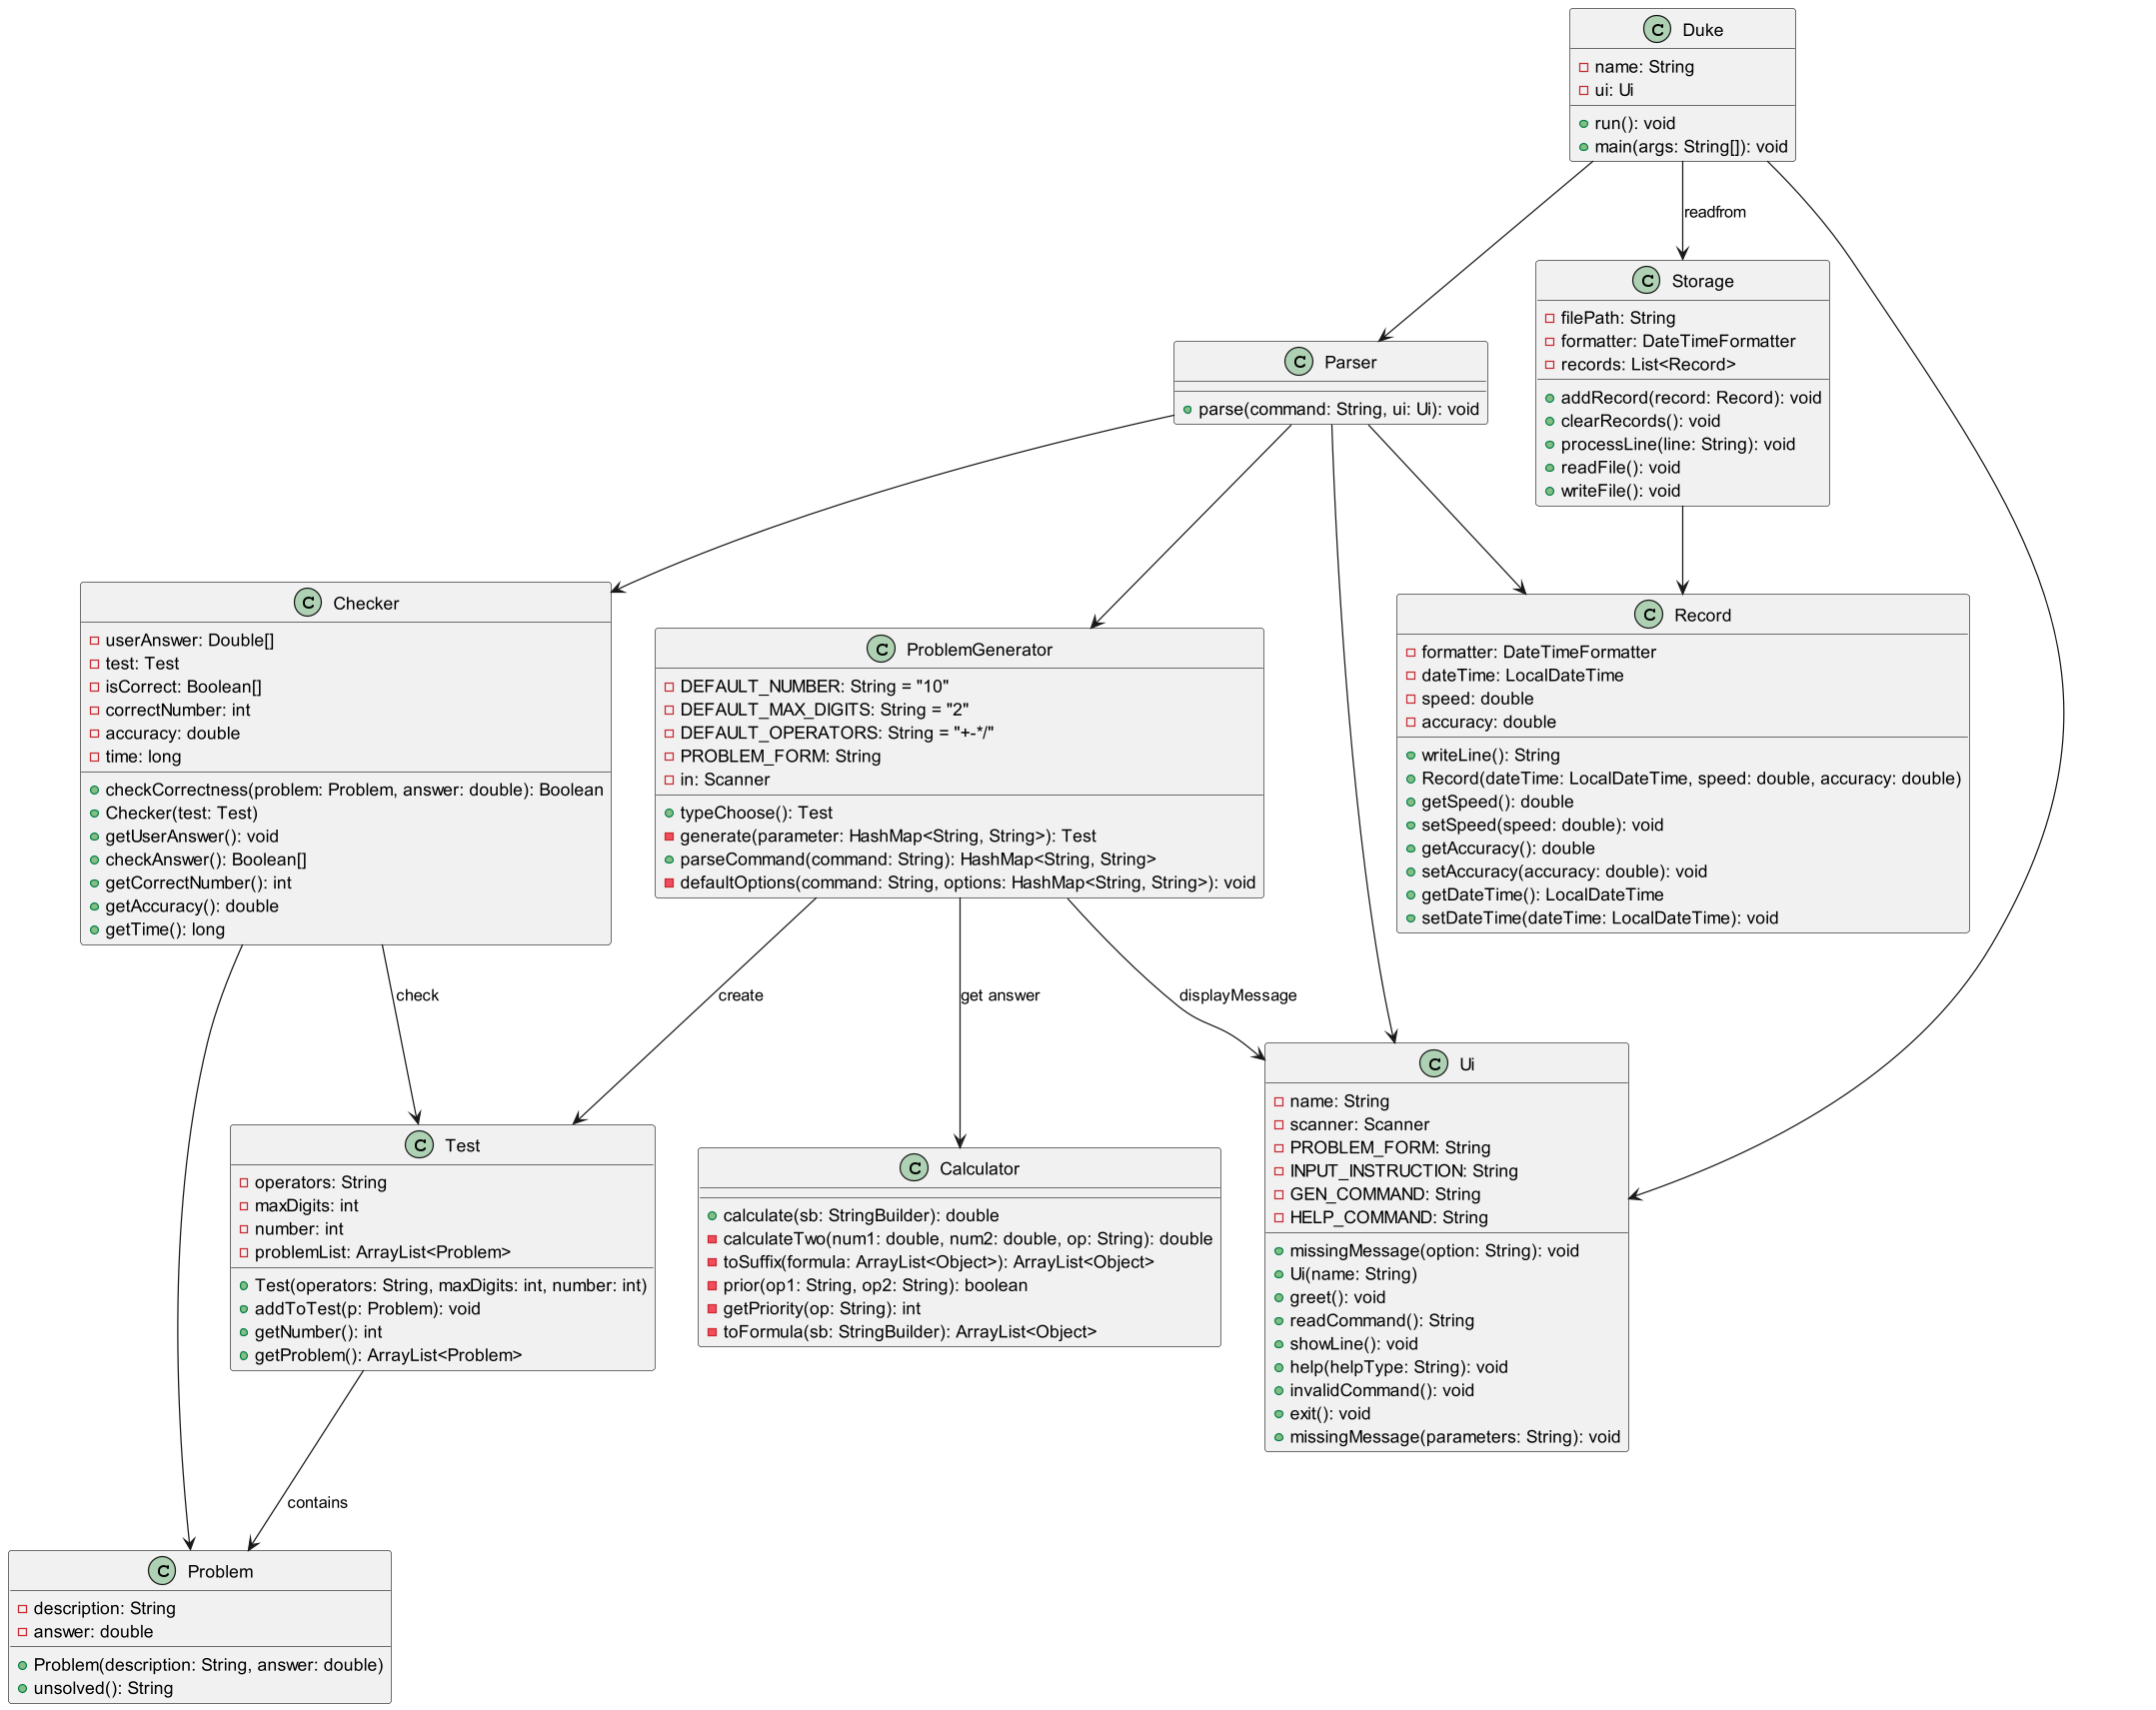 C Duke
name: String
ui: Ui
run(): void
main(args: String[]): void
readfrom
C Storage
filePath: String
formatter: DateTimeFormatter
records: List<Record>
addRecord(record: Record): void
clearRecords(): void
processLine(line: String): void
readFile(): void
writeFile(): void
C Parser
parse(command: String, ui: Ui): void
C Checker
userAnswer: Double[]
test: Test
isCorrect: Boolean[]
correctNumber: int
accuracy: double
time: long
checkCorrectness(problem: Problem, answer: double): Boolean
Checker(test: Test)
getUserAnswer(): void
checkAnswer(): Boolean[]
getCorrectNumber(): int
getAccuracy(): double
getTime(): long
C ProblemGenerator
DEFAULT_NUMBER: String = "10"
DEFAULT_MAX_DIGITS: String = "2"
DEFAULT_OPERATORS: String = "+-*/"
PROBLEM_FORM: String
in: Scanner
typeChoose(): Test
generate(parameter: HashMap<String, String>): Test
parseCommand(command: String): HashMap<String, String>
defaultOptions(command: String, options: HashMap<String, String>): void
C Record
formatter: DateTimeFormatter
dateTime: LocalDateTime
speed: double
accuracy: double
writeLine(): String
Record(dateTime: LocalDateTime, speed: double, accuracy: double)
getSpeed(): double
setSpeed(speed: double): void
getAccuracy(): double
setAccuracy(accuracy: double): void
getDateTime(): LocalDateTime
setDateTime(dateTime: LocalDateTime): void
check
create
get answer
displayMessage
C Test
operators: String
maxDigits: int
number: int
problemList: ArrayList<Problem>
Test(operators: String, maxDigits: int, number: int)
addToTest(p: Problem): void
getNumber(): int
getProblem(): ArrayList<Problem>
C Calculator
calculate(sb: StringBuilder): double
calculateTwo(num1: double, num2: double, op: String): double
toSuffix(formula: ArrayList<Object>): ArrayList<Object>
prior(op1: String, op2: String): boolean
getPriority(op: String): int
toFormula(sb: StringBuilder): ArrayList<Object>
C Ui
name: String
scanner: Scanner
PROBLEM_FORM: String
INPUT_INSTRUCTION: String
GEN_COMMAND: String
HELP_COMMAND: String
missingMessage(option: String): void
Ui(name: String)
greet(): void
readCommand(): String
showLine(): void
help(helpType: String): void
invalidCommand(): void
exit(): void
missingMessage(parameters: String): void
contains
C Problem
description: String
answer: double
Problem(description: String, answer: double)
unsolved(): String